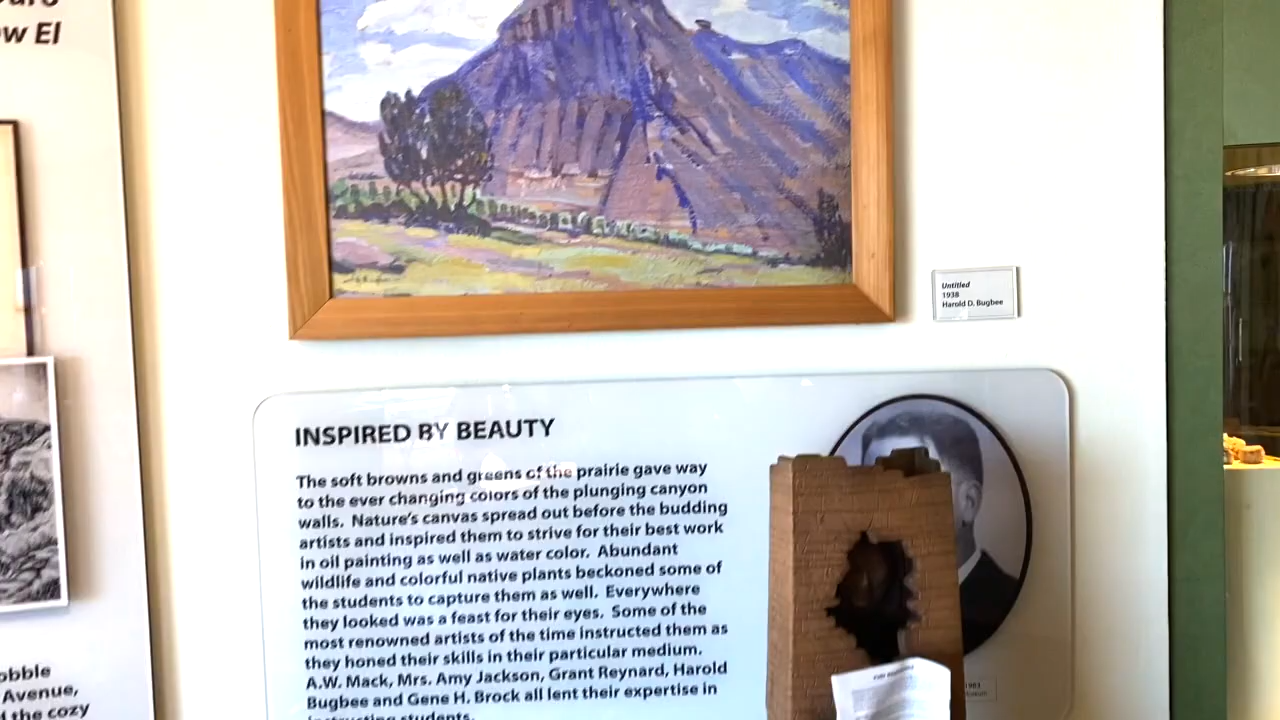 w El
Untitled
1938
Harold D. Bugbee
INSPIRED BY BEAUTY
The soft browns and greens of the prairie gave way
to the ever changing colors of the plunging canyon
walls. Nature's canvas spread out before the budding
artists and inspired them to strive for their best work
in oil painting as well as water color. Abundant
wildlife and colorful native plants beckoned some of
the students to capture them as well. Everywhere
they looked was a feast for their eyes. Some of the
most renowned artists of the time instructed them as
they honed their skills in their particular medium.
A.W. Mack, Mrs. Amy Jackson, Grant Reynard, Harold
Bugbee and Gene H. Brock all lent their expertise in
instructing students.
obble
Avenue,
d the cozy